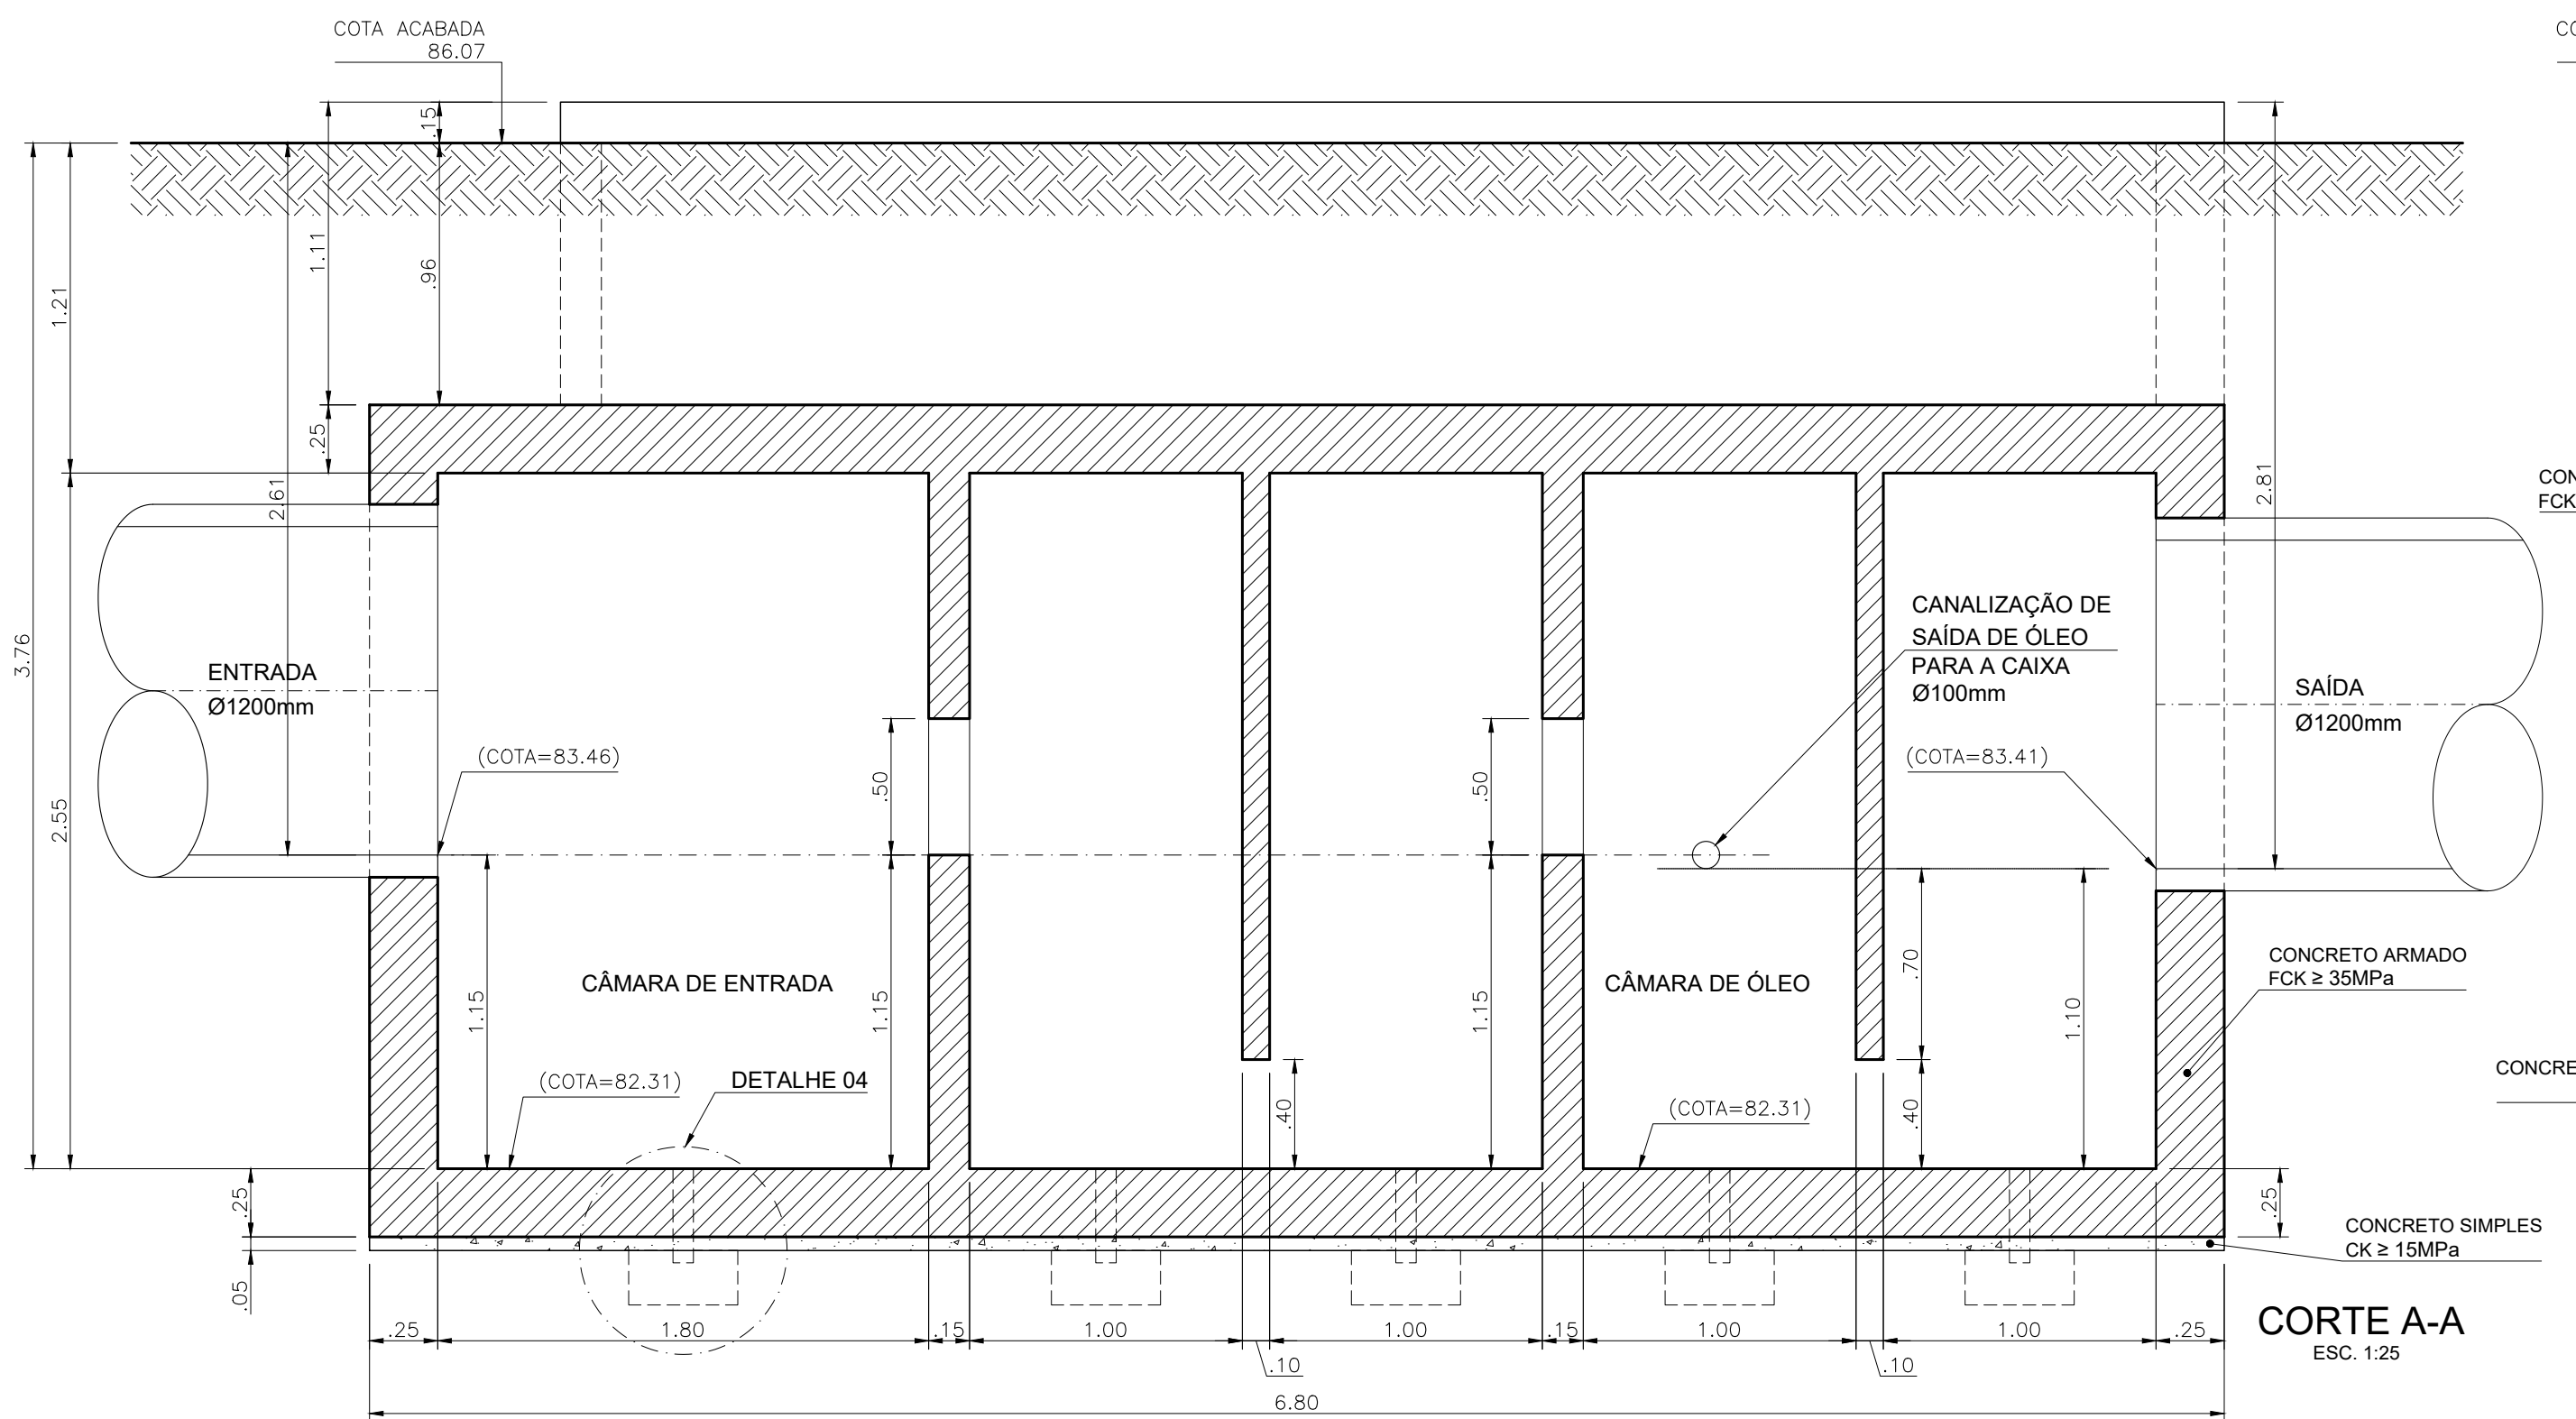 COTA ACABADA
86.07
CO
.15
1.11
.96
1.21
.25
2.61
2.81
CON
FCK
3.76
2.55
ENTRADA
Ø1200mm
(COTA=83.46)
.50
.50
CANALIZAÇÃO DE
SAÍDA DE ÓLEO
PARA A CAIXA
Ø100mm
(COTA=83.41)
SAÍDA
Ø1200mm
CÂMARA DE ENTRADA
CÂMARA DE ÓLEO
1.15
1.15
1.15
.70
1.10
CONCRETO ARMADO
FCK ≥ 35MPa
(COTA=82.31)
DETALHE 04
.40
(COTA=82.31)
.40
CONCRE
.25
.05
.25
CONCRETO SIMPLES
CK ≥ 15MPa
.25
1.80
.15
1.00
.10
1.00
.15
1.00
.10
1.00
.25
6.80
CORTE A-A
ESC. 1:25